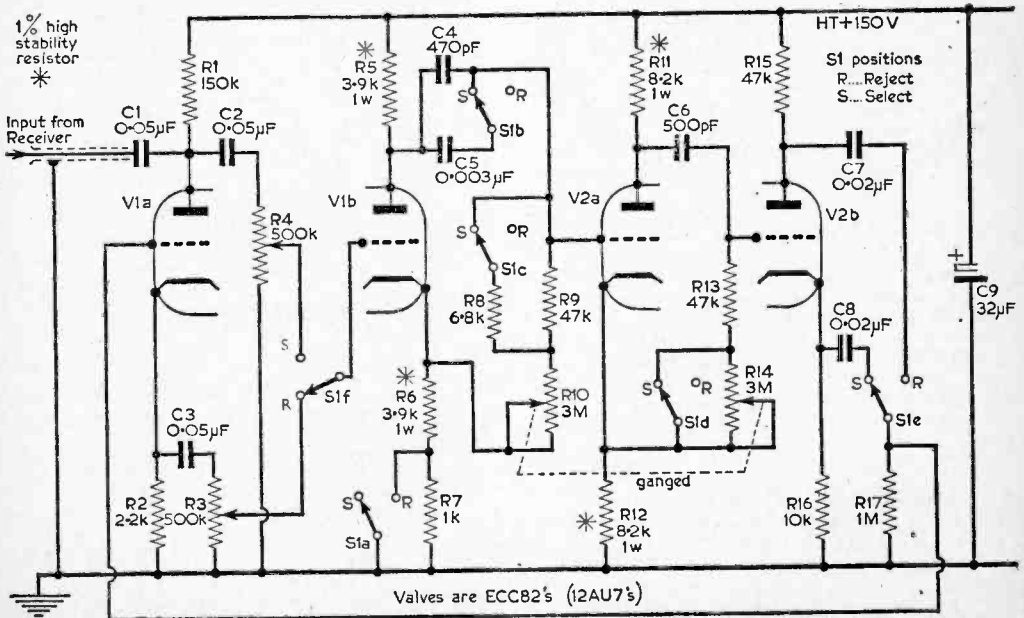 1% high
stability
resistor
✳
HT+150V
S1 positions
R....Reject
S....Select
R1
150k
✳
R5
3·9k
1w
C4
470pF
S
R
S1b
C5
0·003μF
✳
R11
8·2k
1w
R15
47k
Input from
Receiver
C1
0·05μF
C2
0·05μF
C6
500pF
C7
0·02μF
V1a
R4
500k
V1b
S
R
S1c
R8
6·8k
R9
47k
V2a
R13
47k
V2b
+
C9
32μF
C8
0·02μF
S
R
S1f
✳
R6
3·9k
1w
R10
3M
S
R
S1d
R14
3M
S
R
S1e
C3
0·05μF
R2
2·2k
R3
500k
S
R
S1a
R7
1k
ganged
✳
R12
8·2k
1w
R16
10k
R17
1M
Valves are ECC82's (12AU7's)